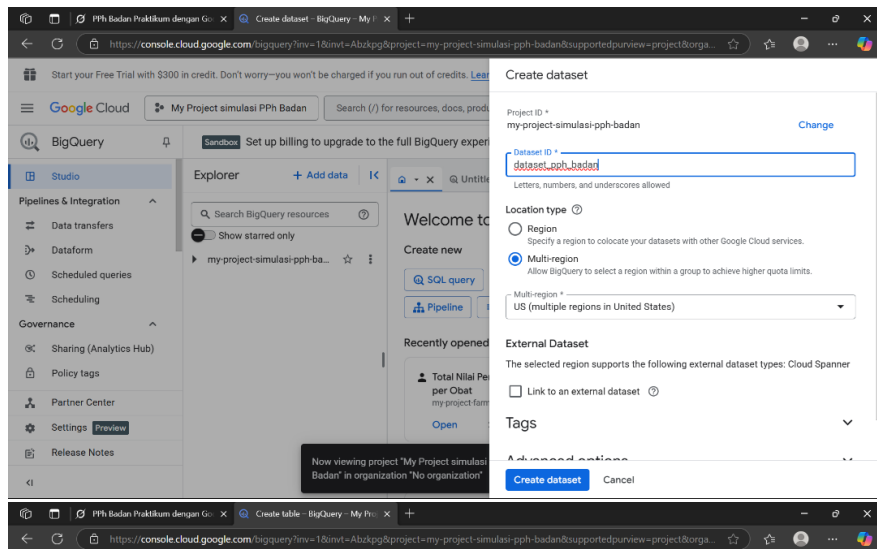 PPh Badan Praktikum dengan Go
Create dataset – BigQuery – My P
https://console.cloud.google.com/bigquery?inv=1&invt=Abzkpg&project=my-project-simulasi-pph-badan&supportedpurview=project&orga...
Start your Free Trial with $300 in credit. Don't worry—you won't be charged if you run out of credits. Lear
Google Cloud
My Project simulasi PPh Badan
Search (/) for resources, docs, produ
BigQuery
Sandbox Set up billing to upgrade to the full BigQuery experi
Studio
Pipelines & Integration
Data transfers
Dataform
Scheduled queries
Scheduling
Governance
Sharing (Analytics Hub)
Policy tags
Partner Center
Settings Preview
Release Notes
Explorer
+ Add data
Search BigQuery resources
Show starred only
my-project-simulasi-pph-ba...
Untitle
Welcome to
Create new
SQL query
Pipeline
Recently opened
Total Nilai Pe
per Obat
my-project-farm
Open
Now viewing project "My Project simulasi
Badan" in organization "No organization"
Create dataset
Project ID *
my-project-simulasi-pph-badan
Change
Dataset ID *
dataset_pph_badan
Letters, numbers, and underscores allowed
Location type
Region
Specify a region to colocate your datasets with other Google Cloud services.
Multi-region
Allow BigQuery to select a region within a group to achieve higher quota limits.
Multi-region *
US (multiple regions in United States)
External Dataset
The selected region supports the following external dataset types: Cloud Spanner
Link to an external dataset
Tags
Advanced options
Create dataset
Cancel
PPh Badan Praktikum dengan Go
Create table – BigQuery – My Pro
https://console.cloud.google.com/bigquery?inv=1&invt=Abzkpg&project=my-project-simulasi-pph-badan&supportedpurview=project&orga...